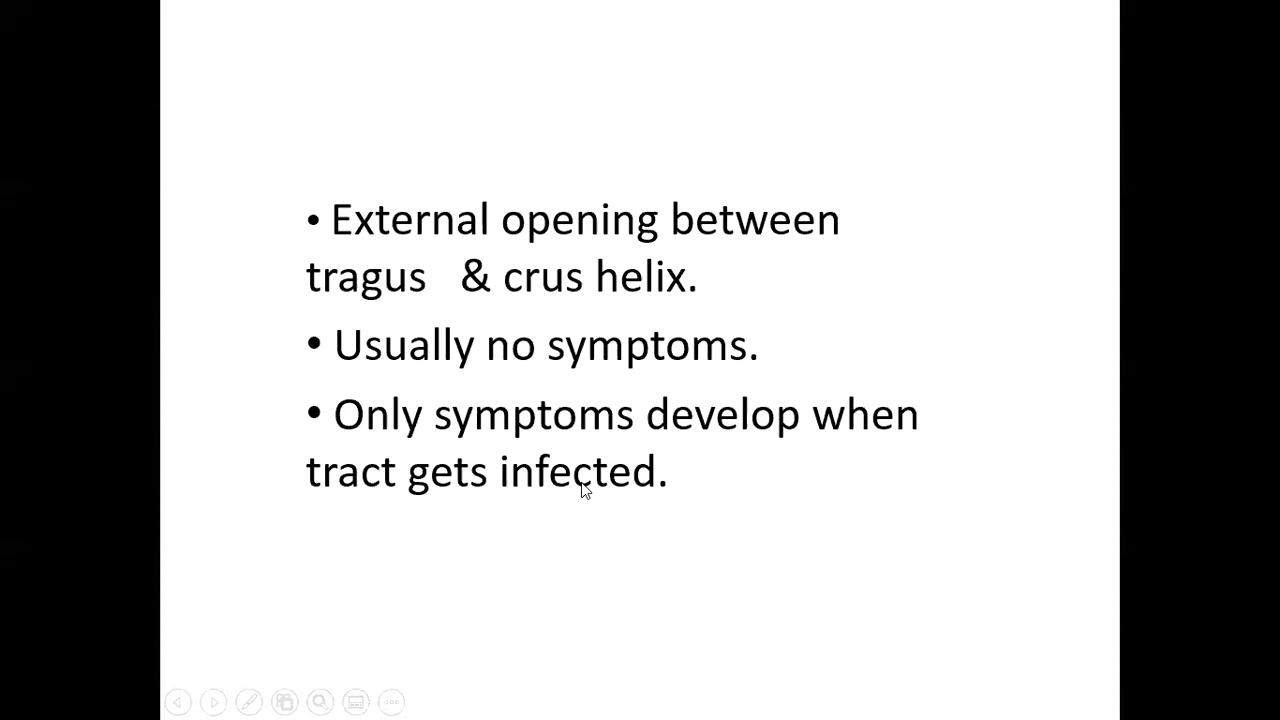 • External opening between
tragus & crus helix.
• Usually no symptoms.
• Only symptoms develop when
tract gets infected.